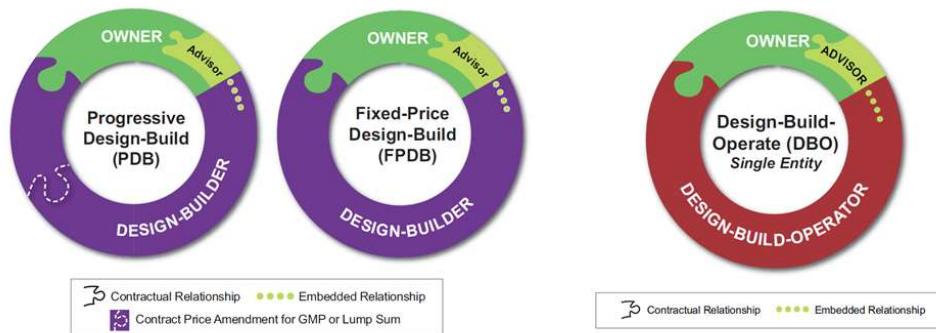 OWNER
Advisor
Progressive
Design-Build
(PDB)
DESIGN-BUILDER
OWNER
Advisor
Fixed-Price
Design-Build
(FPDB)
DESIGN-BUILDER
OWNER
ADVISOR
Design-Build-
Operate (DBO)
Single Entity
DESIGN-BUILD-OPERATOR
Contractual Relationship
Embedded Relationship
Contract Price Amendment for GMP or Lump Sum
Contractual Relationship
Embedded Relationship